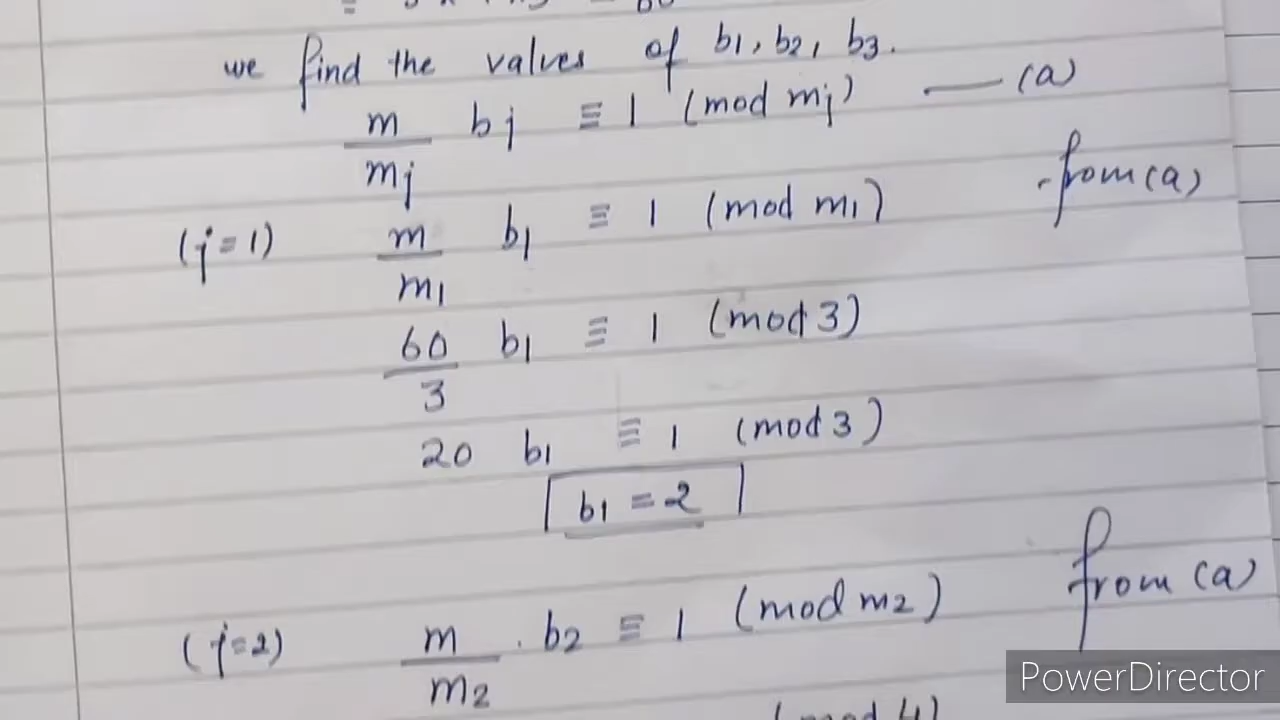 we find the values of b1, b2, b3.
m/mj bj ≡ 1 (mod mj) — (a)
(j=1) m/m1 b1 ≡ 1 (mod m1) from (a)
60/3 b1 ≡ 1 (mod 3)
20 b1 ≡ 1 (mod 3)
b1 = 2
(j=2) m/m2 . b2 ≡ 1 (mod m2) from (a)
(mod 4)
PowerDirector